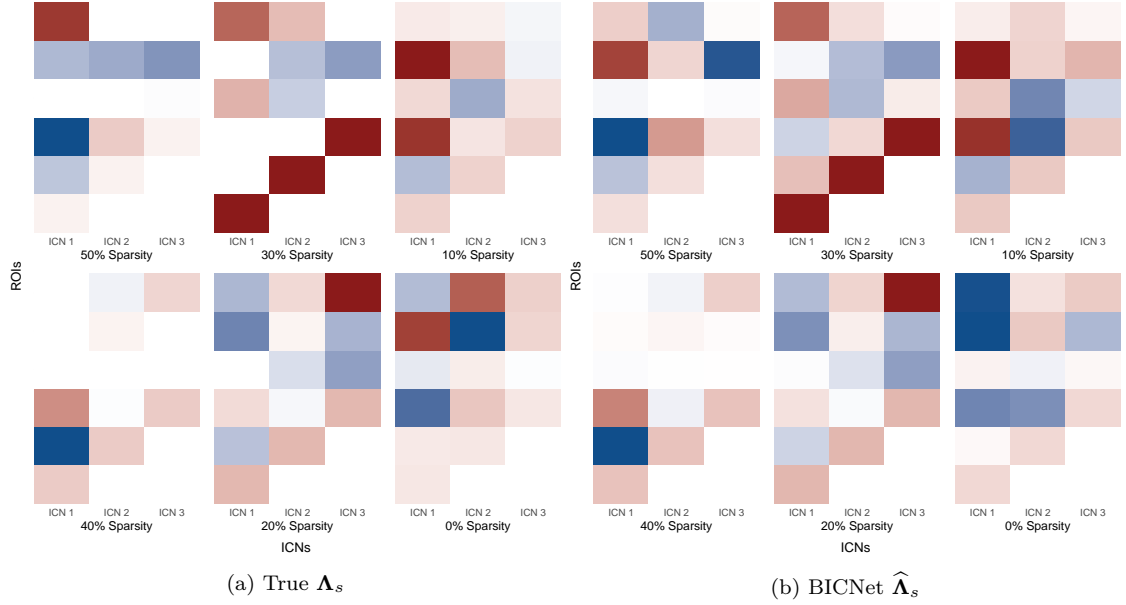 ICN 1 ICN 2 ICN 3 ICN 1 ICN 2 ICN 3 ICN 1 ICN 2 ICN 3
50% Sparsity 30% Sparsity 10% Sparsity
ROIs
ICN 1 ICN 2 ICN 3 ICN 1 ICN 2 ICN 3 ICN 1 ICN 2 ICN 3
40% Sparsity 20% Sparsity 0% Sparsity
ICNs
(a) True Λ_s
ICN 1 ICN 2 ICN 3 ICN 1 ICN 2 ICN 3 ICN 1 ICN 2 ICN 3
50% Sparsity 30% Sparsity 10% Sparsity
ROIs
ICN 1 ICN 2 ICN 3 ICN 1 ICN 2 ICN 3 ICN 1 ICN 2 ICN 3
40% Sparsity 20% Sparsity 0% Sparsity
ICNs
(b) BICNet Λ̂_s